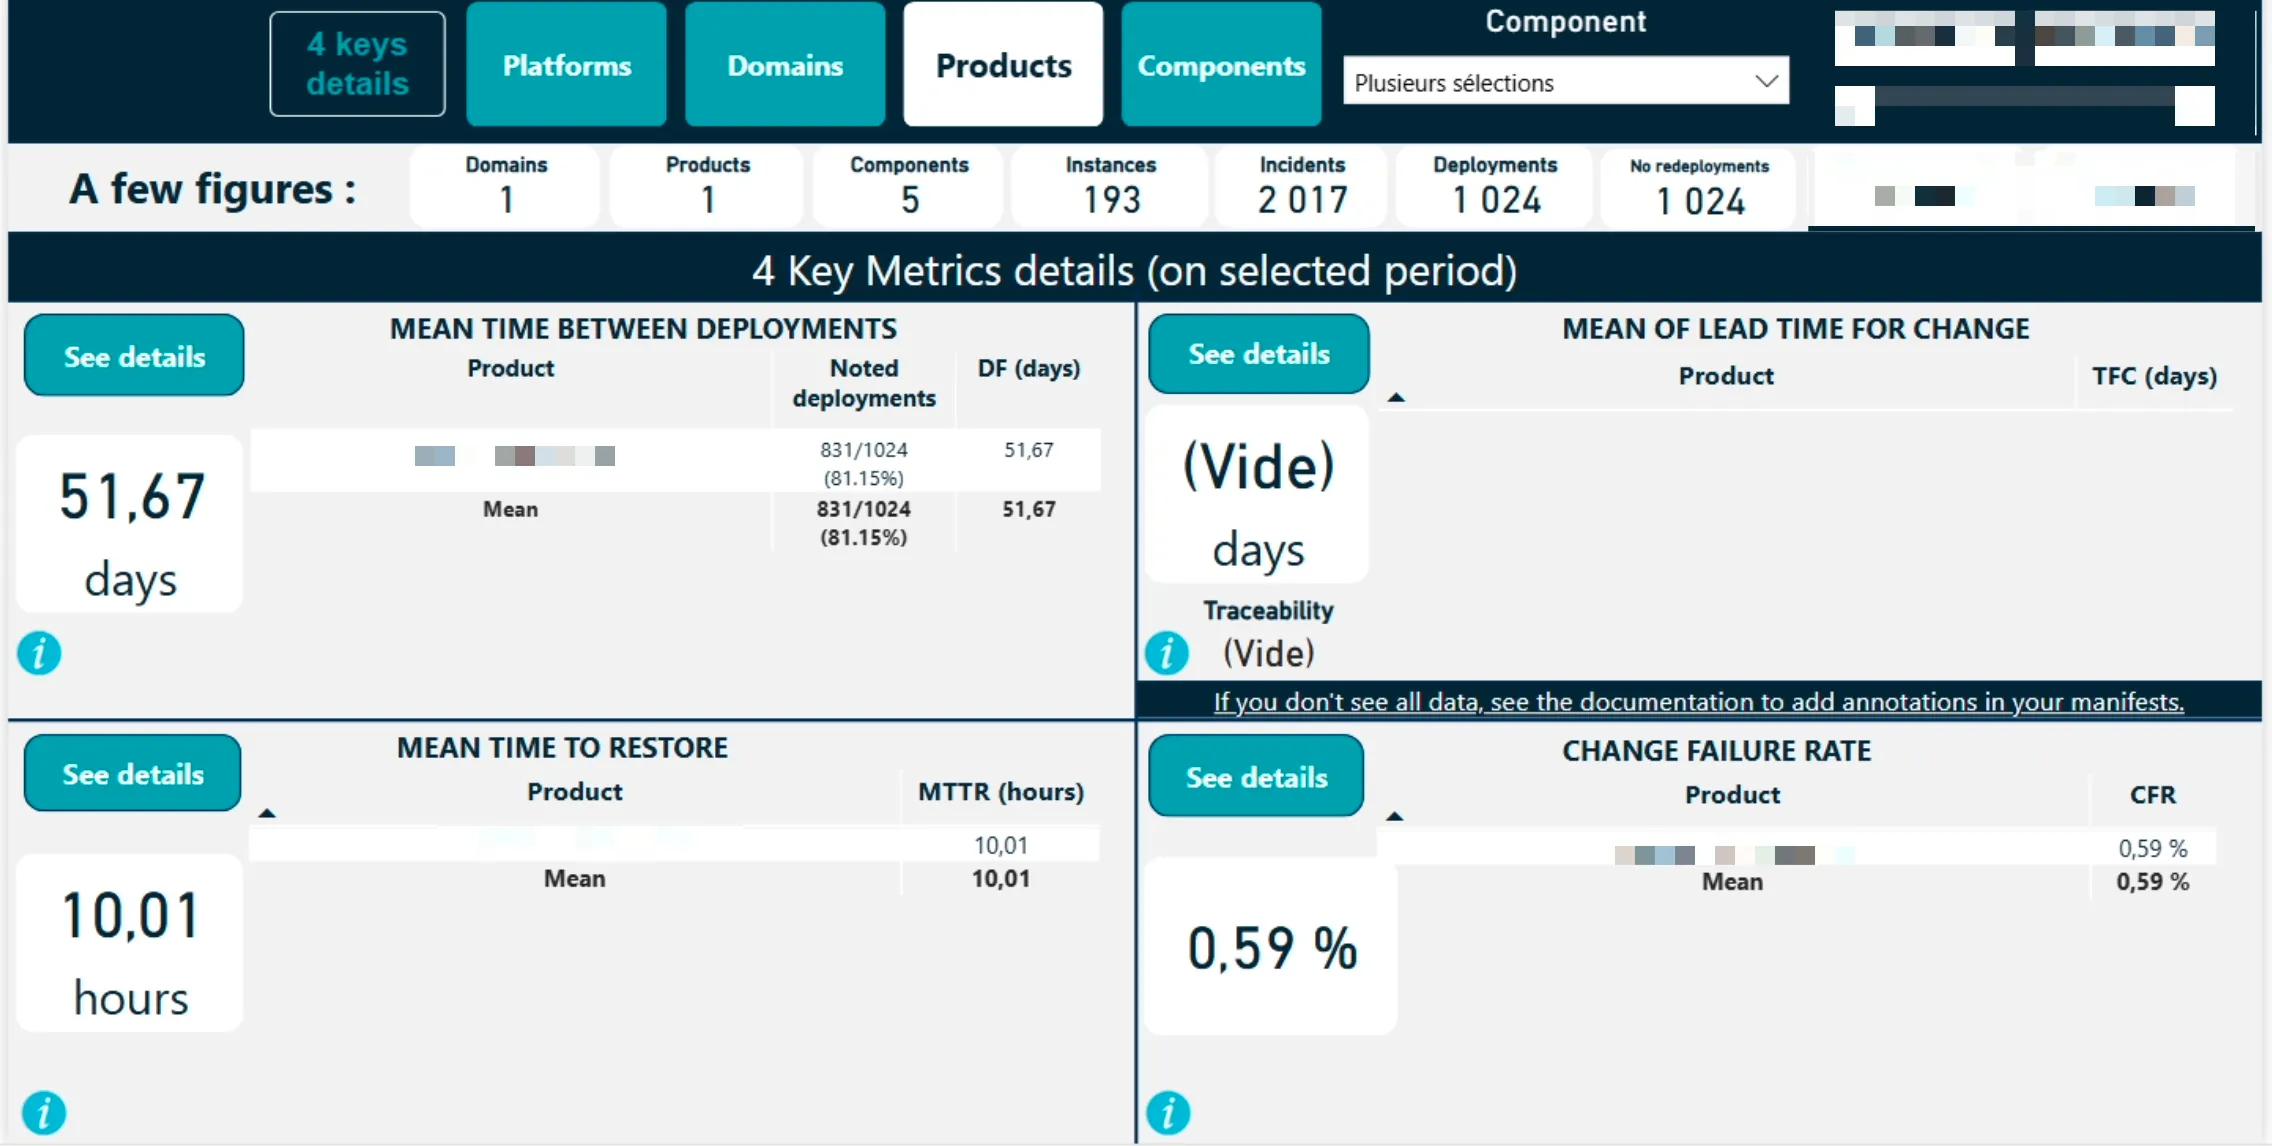 4 keys
details
Platforms
Domains
Products
Components
Component
Plusieurs sélections
A few figures :
Domains
1
Products
1
Components
5
Instances
193
Incidents
2 017
Deployments
1 024
No redeployments
1 024
4 Key Metrics details (on selected period)
See details
MEAN TIME BETWEEN DEPLOYMENTS
Product
Noted
deployments
DF (days)
831/1024
(81.15%)
51,67
Mean
831/1024
(81.15%)
51,67
51,67
days
i
See details
MEAN OF LEAD TIME FOR CHANGE
Product
TFC (days)
(Vide)
days
Traceability
(Vide)
i
If you don't see all data, see the documentation to add annotations in your manifests.
See details
MEAN TIME TO RESTORE
Product
MTTR (hours)
10,01
Mean
10,01
10,01
hours
i
See details
CHANGE FAILURE RATE
Product
CFR
0,59 %
Mean
0,59 %
0,59 %
i